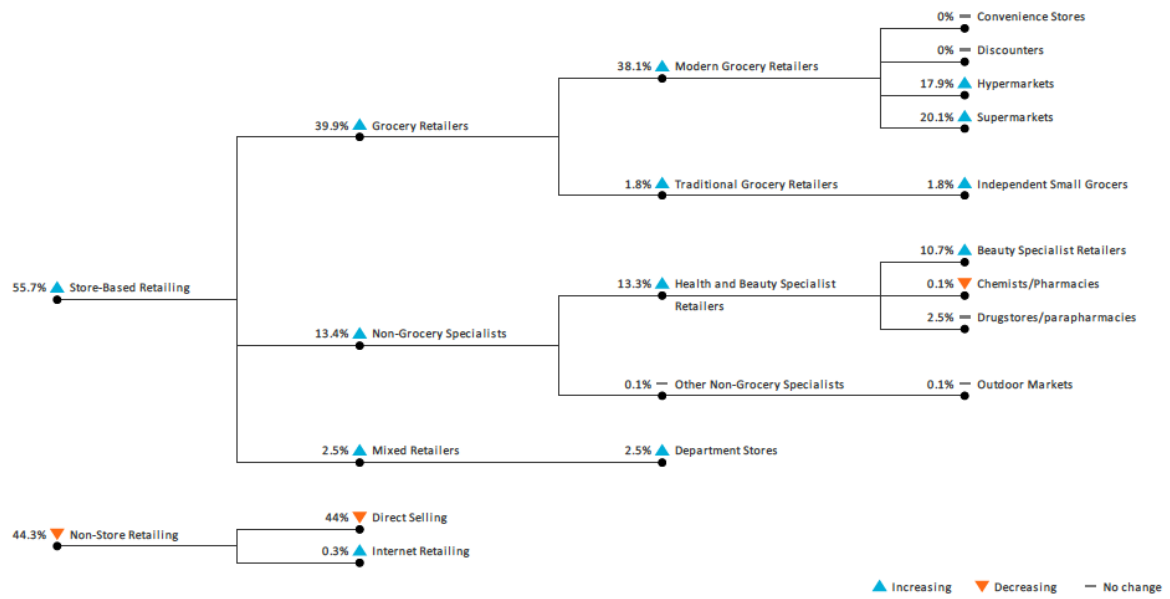 0% Convenience Stores
0% Discounters
38.1% Modern Grocery Retailers
17.9% Hypermarkets
20.1% Supermarkets
39.9% Grocery Retailers
1.8% Traditional Grocery Retailers
1.8% Independent Small Grocers
10.7% Beauty Specialist Retailers
55.7% Store-Based Retailing
13.3% Health and Beauty Specialist
Retailers
0.1% Chemists/Pharmacies
2.5% Drugstores/parapharmacies
13.4% Non-Grocery Specialists
0.1% Other Non-Grocery Specialists
0.1% Outdoor Markets
2.5% Mixed Retailers
2.5% Department Stores
44% Direct Selling
44.3% Non-Store Retailing
0.3% Internet Retailing
Increasing Decreasing No change